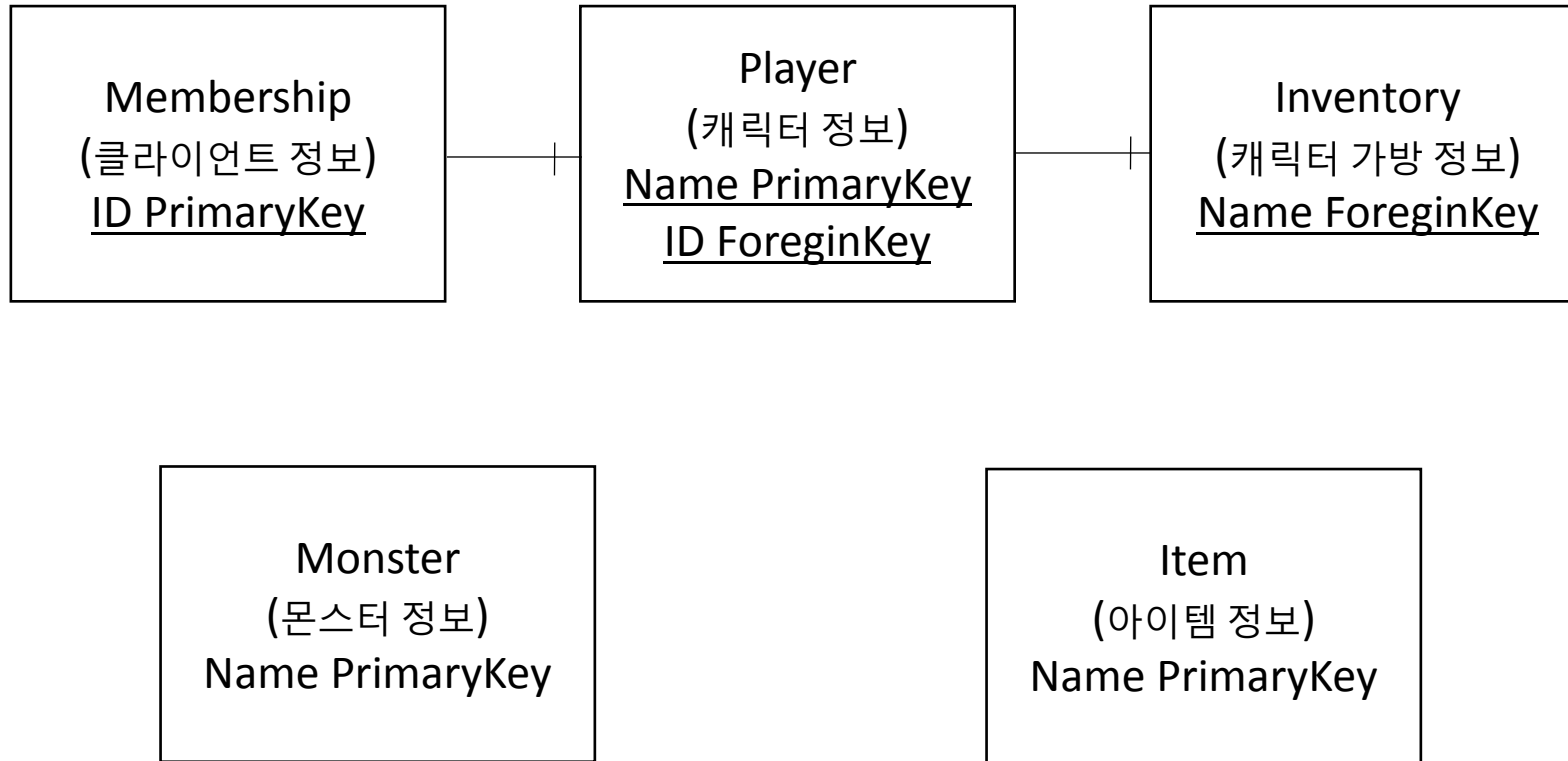 Membership
(클라이언트 정보)
ID PrimaryKey
Player
(캐릭터 정보)
Name PrimaryKey
ID ForeginKey
Inventory
(캐릭터 가방 정보)
Name ForeginKey
Monster
(몬스터 정보)
Name PrimaryKey
Item
(아이템 정보)
Name PrimaryKey